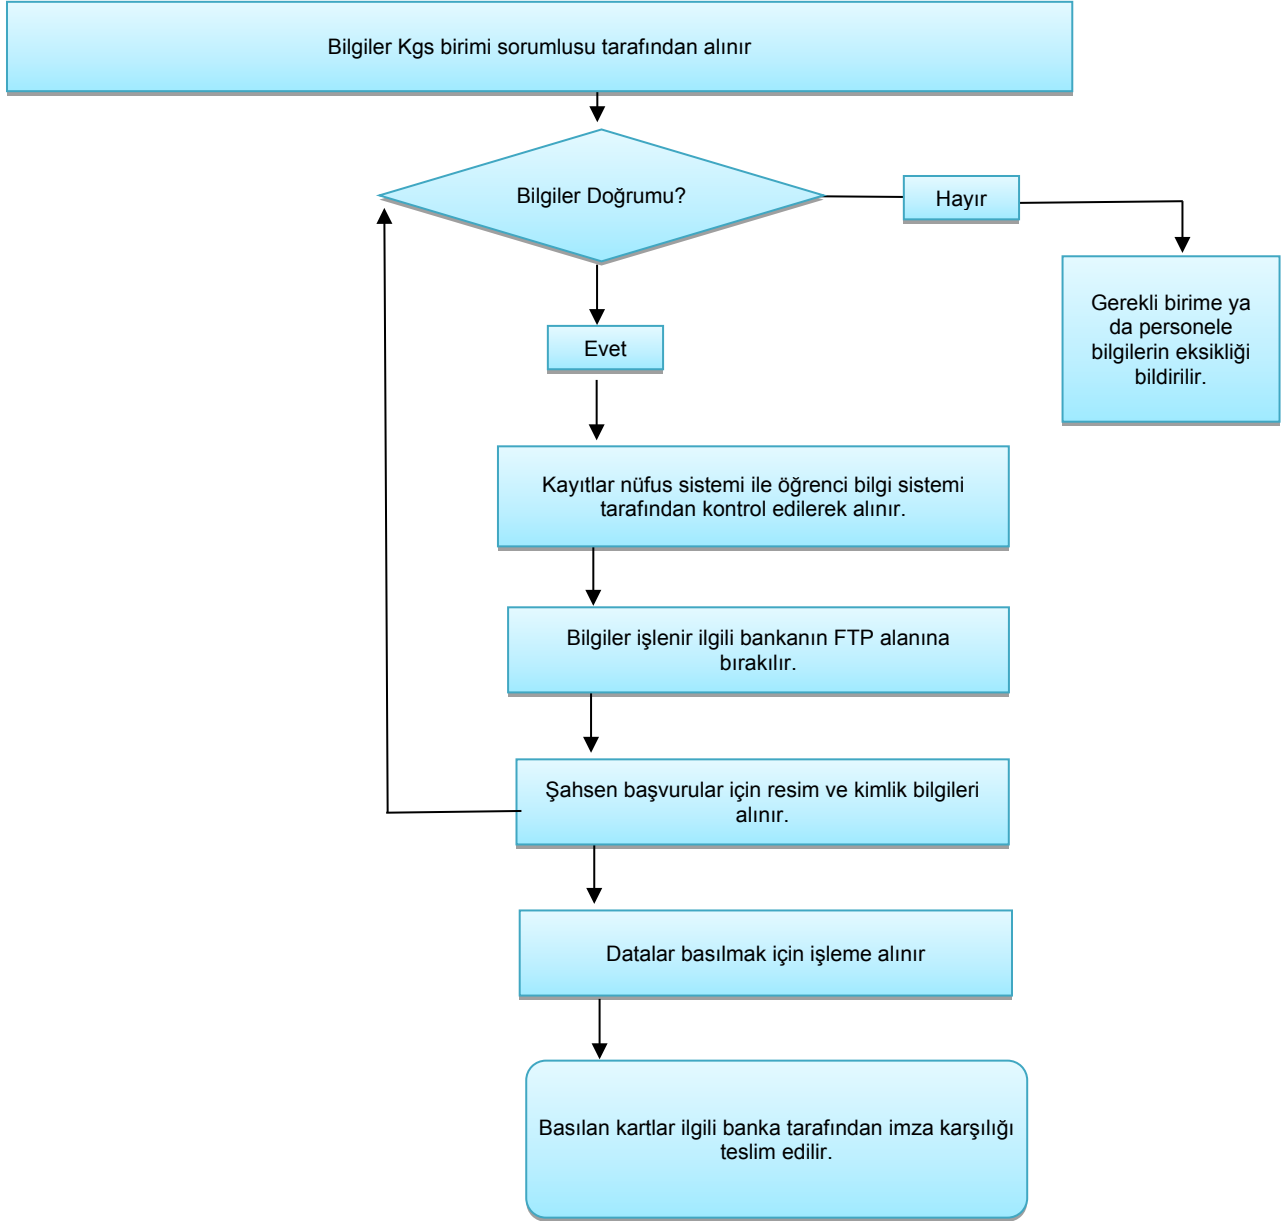 Bilgiler Kgs birimi sorumlusu tarafından alınır
Bilgiler Doğrumu?
Hayır
Gerekli birime ya
da personele
bilgilerin eksikliği
bildirilir.
Evet
Kayıtlar nüfus sistemi ile öğrenci bilgi sistemi
tarafından kontrol edilerek alınır.
Bilgiler işlenir ilgili bankanın FTP alanına
bırakılır.
Şahsen başvurular için resim ve kimlik bilgileri
alınır.
Datalar basılmak için işleme alınır
Basılan kartlar ilgili banka tarafından imza karşılığı
teslim edilir.